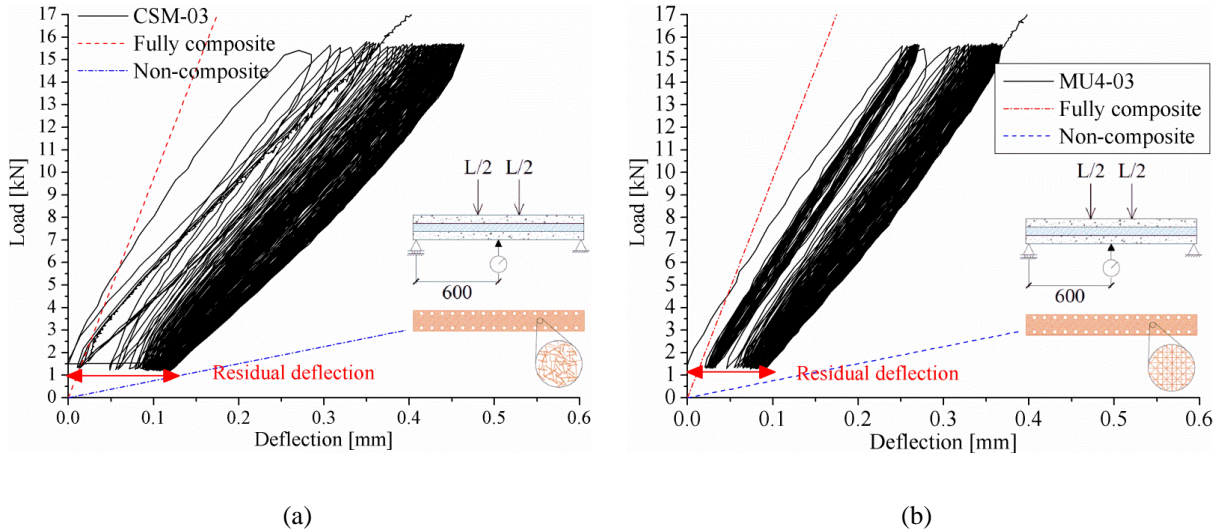 CSM-03
Fully composite
Non-composite
Load [kN]
17
16
15
14
13
12
11
10
9
8
7
6
5
4
3
2
1
0
L/2 L/2
600
Residual deflection
0.0 0.1 0.2 0.3 0.4 0.5 0.6
Deflection [mm]
(a)
MU4-03
Fully composite
Non-composite
Load [kN]
17
16
15
14
13
12
11
10
9
8
7
6
5
4
3
2
1
0
L/2 L/2
600
Residual deflection
0.0 0.1 0.2 0.3 0.4 0.5 0.6
Deflection [mm]
(b)